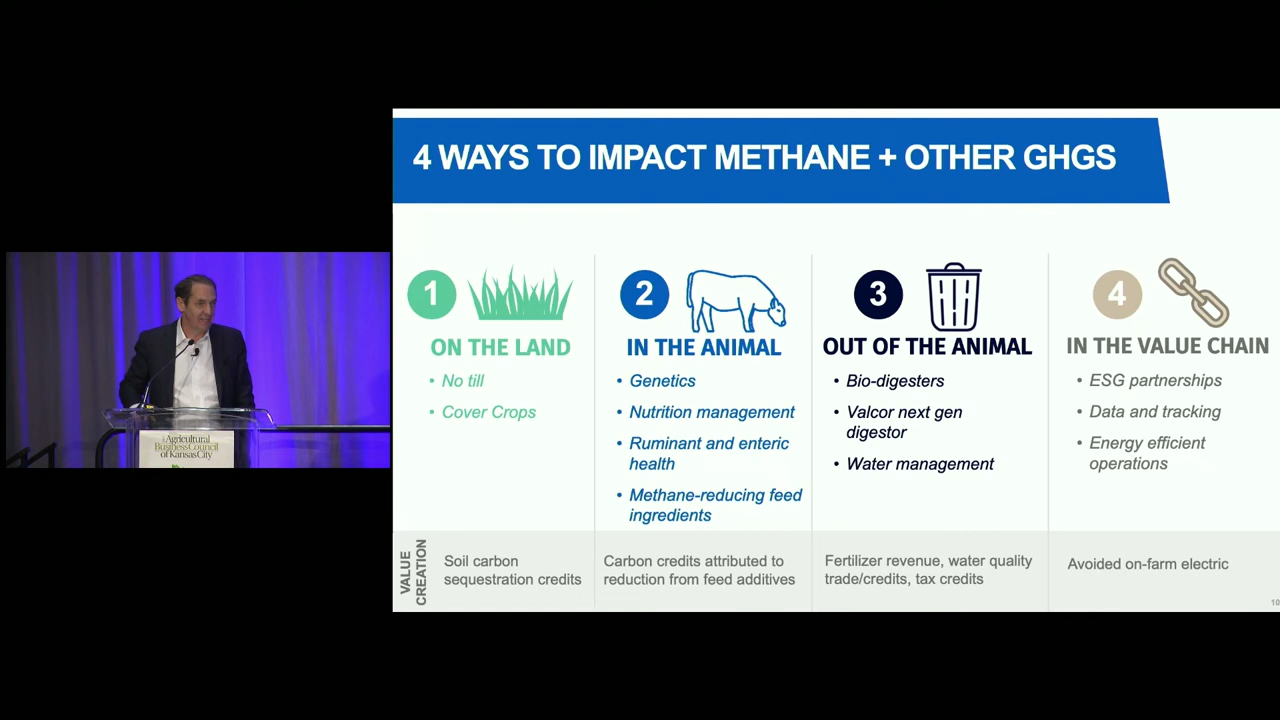 4 WAYS TO IMPACT METHANE + OTHER GHGS
1
ON THE LAND
• No till
• Cover Crops
2
IN THE ANIMAL
• Genetics
• Nutrition management
• Ruminant and enteric
health
• Methane-reducing feed
ingredients
3
OUT OF THE ANIMAL
• Bio-digesters
• Valcor next gen
digestor
• Water management
4
IN THE VALUE CHAIN
• ESG partnerships
• Data and tracking
• Energy efficient
operations
VALUE
CREATION
Soil carbon
sequestration credits
Carbon credits attributed to
reduction from feed additives
Fertilizer revenue, water quality
trade/credits, tax credits
Avoided on-farm electric
10
the Agricultural
Business Council
of Kansas City